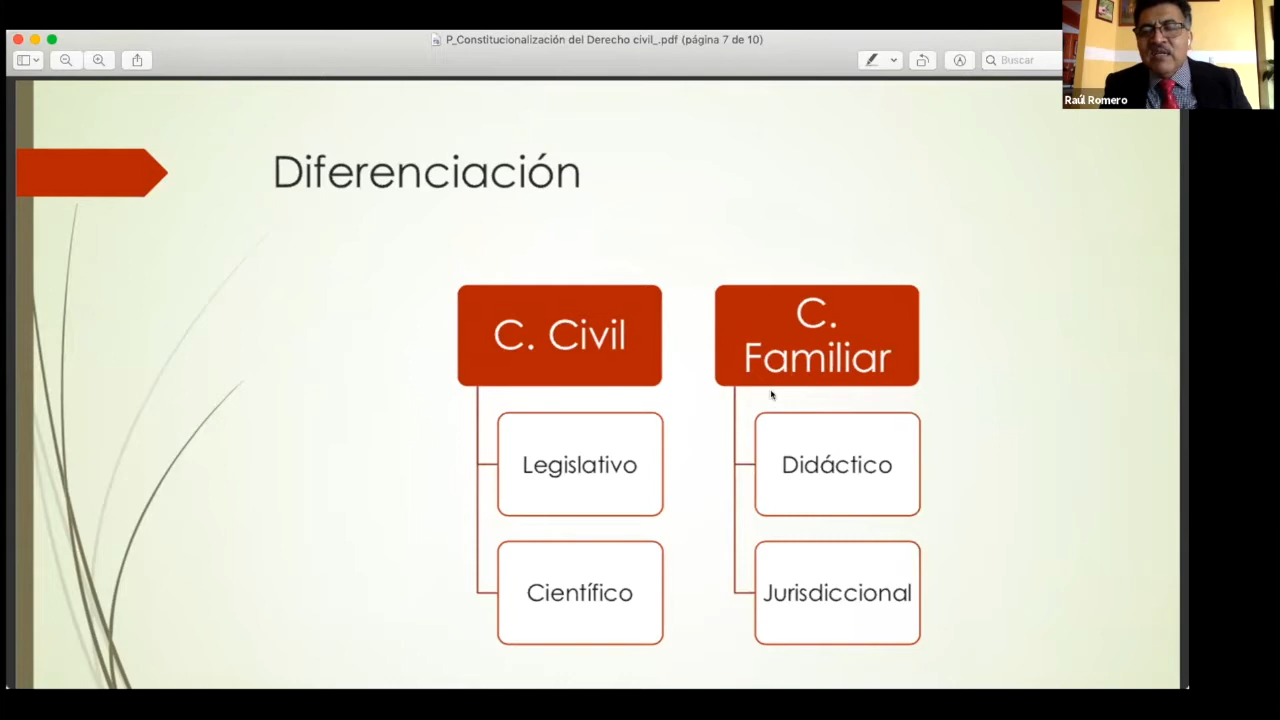 P_Constitucionalización del Derecho civil_.pdf (página 7 de 10)
Buscar
Raúl Romero
Diferenciación
C. Civil
C.
Familiar
Legislativo
Didáctico
Científico
Jurisdiccional